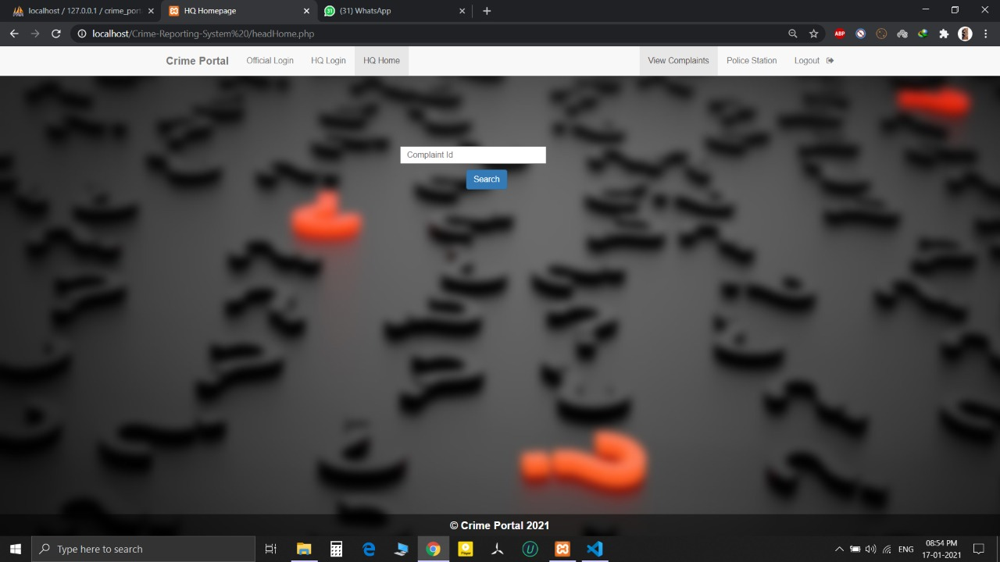 localhost / 127.0.0.1 / crime_port
HQ Homepage
(31) WhatsApp
localhost/Crime-Reporting-System%20/headHome.php
ABP
Crime Portal
Official Login
HQ Login
HQ Home
View Complaints
Police Station
Logout
Complaint Id
Search
© Crime Portal 2021
Type here to search
ENG
08:54 PM
17-01-2021